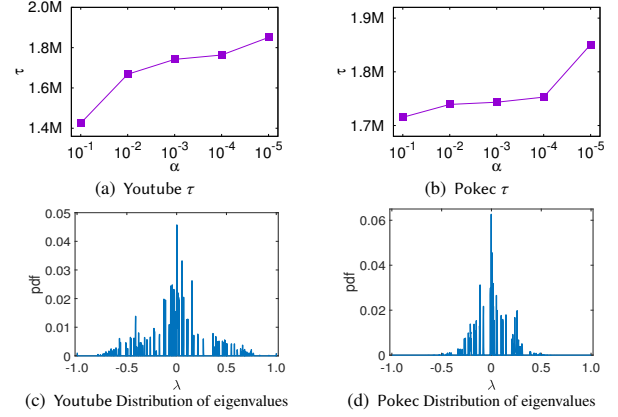 2.0M
1.8M
1.6M
1.4M
τ
10-1 10-2 10-3 10-4 10-5
α
(a) Youtube τ
1.9M
1.8M
1.7M
τ
10-1 10-2 10-3 10-4 10-5
α
(b) Pokec τ
0.05
0.04
0.03
0.02
0.01
0
pdf
-1.0 -0.5 0 0.5 1.0
λ
(c) Youtube Distribution of eigenvalues
0.06
0.04
0.02
0
pdf
-1.0 -0.5 0 0.5 1.0
λ
(d) Pokec Distribution of eigenvalues